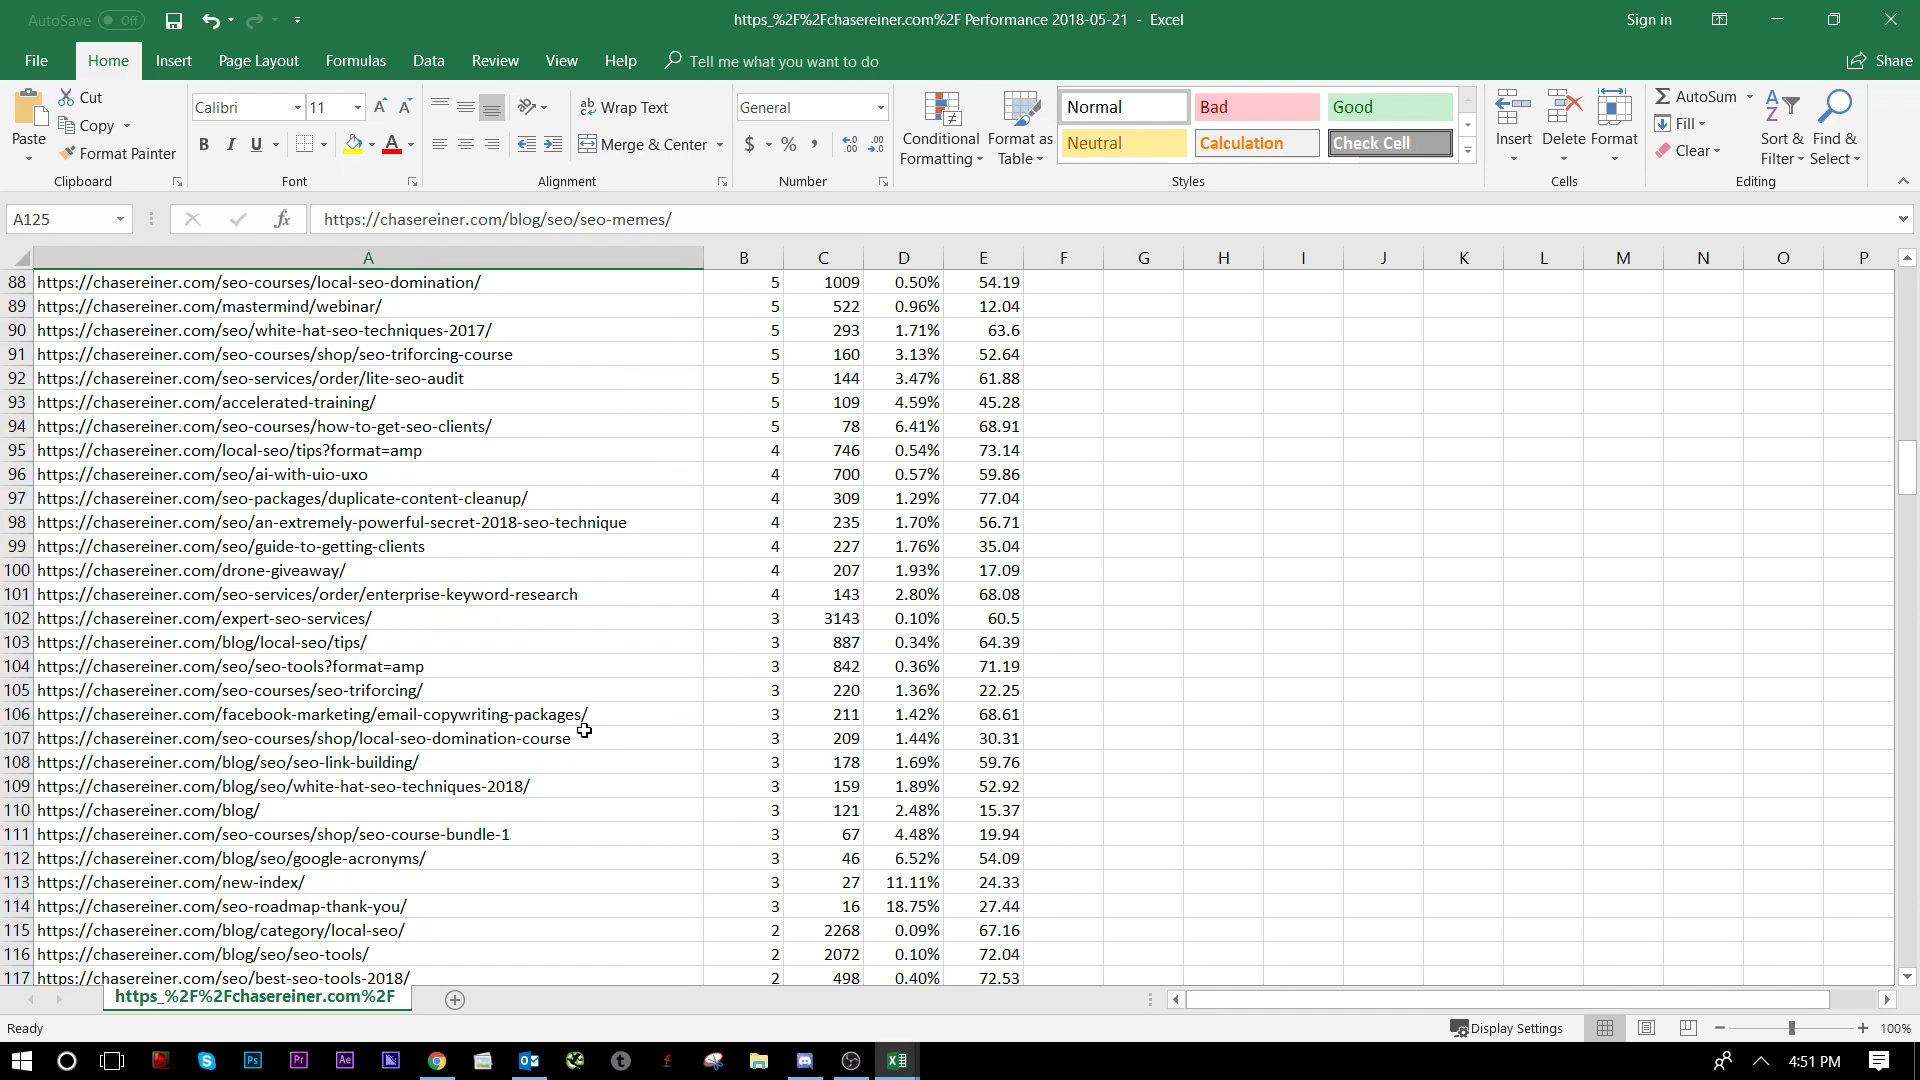 AutoSave Off https_%2F%2Fchasereiner.com%2F Performance 2018-05-21 - Excel Sign in
File Home Insert Page Layout Formulas Data Review View Help Tell me what you want to do Share
Paste Cut Copy Format Painter Clipboard
Calibri 11 A A B I U A Font
Wrap Text Merge & Center Alignment
General $ % , .00 .0 Number
Conditional Formatting Format as Table
Normal Bad Good
Neutral Calculation Check Cell
Styles
Insert Delete Format Cells
AutoSum Fill Clear Sort & Filter Find & Select Editing
A125 fx https://chasereiner.com/blog/seo/seo-memes/
A B C D E F G H I J K L M N O P
88 https://chasereiner.com/seo-courses/local-seo-domination/ 5 1009 0.50% 54.19
89 https://chasereiner.com/mastermind/webinar/ 5 522 0.96% 12.04
90 https://chasereiner.com/seo/white-hat-seo-techniques-2017/ 5 293 1.71% 63.6
91 https://chasereiner.com/seo-courses/shop/seo-triforcing-course 5 160 3.13% 52.64
92 https://chasereiner.com/seo-services/order/lite-seo-audit 5 144 3.47% 61.88
93 https://chasereiner.com/accelerated-training/ 5 109 4.59% 45.28
94 https://chasereiner.com/seo-courses/how-to-get-seo-clients/ 5 78 6.41% 68.91
95 https://chasereiner.com/local-seo/tips?format=amp 4 746 0.54% 73.14
96 https://chasereiner.com/seo/ai-with-uio-uxo 4 700 0.57% 59.86
97 https://chasereiner.com/seo-packages/duplicate-content-cleanup/ 4 309 1.29% 77.04
98 https://chasereiner.com/seo/an-extremely-powerful-secret-2018-seo-technique 4 235 1.70% 56.71
99 https://chasereiner.com/seo/guide-to-getting-clients 4 227 1.76% 35.04
100 https://chasereiner.com/drone-giveaway/ 4 207 1.93% 17.09
101 https://chasereiner.com/seo-services/order/enterprise-keyword-research 4 143 2.80% 68.08
102 https://chasereiner.com/expert-seo-services/ 3 3143 0.10% 60.5
103 https://chasereiner.com/blog/local-seo/tips/ 3 887 0.34% 64.39
104 https://chasereiner.com/seo/seo-tools?format=amp 3 842 0.36% 71.19
105 https://chasereiner.com/seo-courses/seo-triforcing/ 3 220 1.36% 22.25
106 https://chasereiner.com/facebook-marketing/email-copywriting-packages/ 3 211 1.42% 68.61
107 https://chasereiner.com/seo-courses/shop/local-seo-domination-course 3 209 1.44% 30.31
108 https://chasereiner.com/blog/seo/seo-link-building/ 3 178 1.69% 59.76
109 https://chasereiner.com/blog/seo/white-hat-seo-techniques-2018/ 3 159 1.89% 52.92
110 https://chasereiner.com/blog/ 3 121 2.48% 15.37
111 https://chasereiner.com/seo-courses/shop/seo-course-bundle-1 3 67 4.48% 19.94
112 https://chasereiner.com/blog/seo/google-acronyms/ 3 46 6.52% 54.09
113 https://chasereiner.com/new-index/ 3 27 11.11% 24.33
114 https://chasereiner.com/seo-roadmap-thank-you/ 3 16 18.75% 27.44
115 https://chasereiner.com/blog/category/local-seo/ 2 2268 0.09% 67.16
116 https://chasereiner.com/blog/seo/seo-tools/ 2 2072 0.10% 72.04
117 https://chasereiner.com/seo/best-seo-tools-2018/ 2 498 0.40% 72.53
https_%2F%2Fchasereiner.com%2F
Ready Display Settings 100%
Ps Pr Ae 4:51 PM